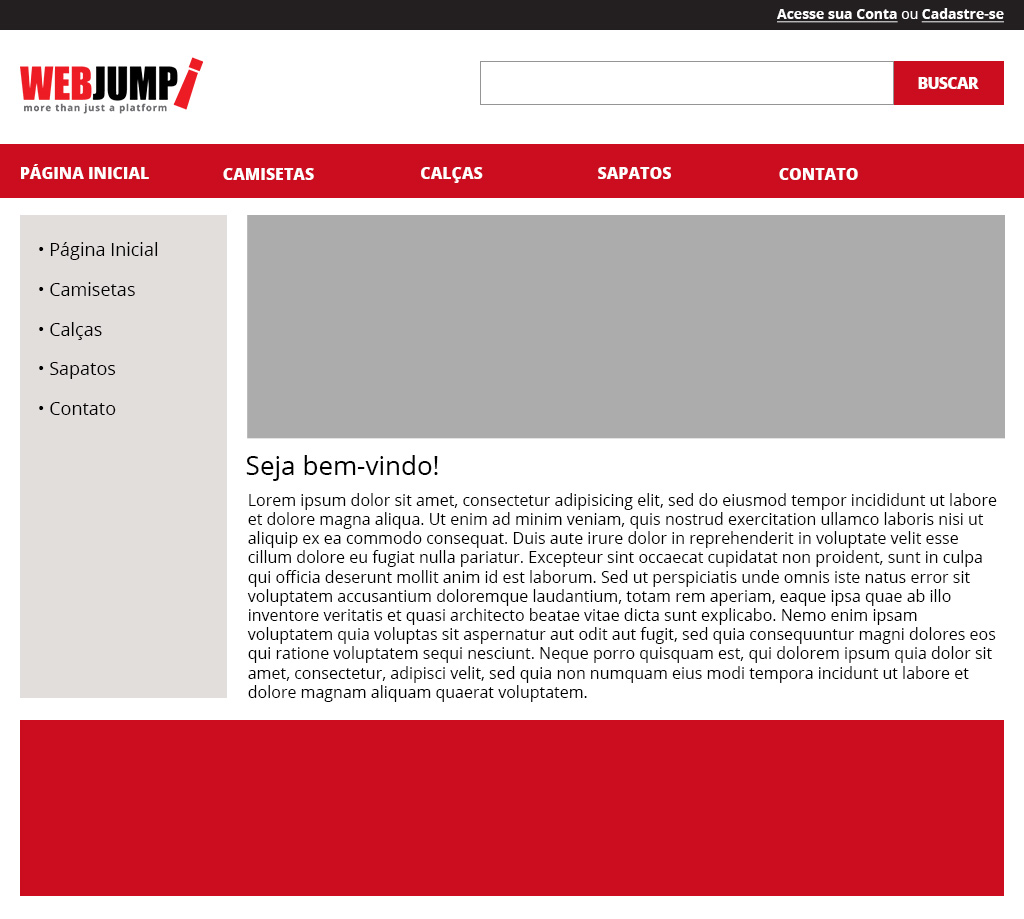 Acesse sua Conta ou Cadastre-se
WEBJUMP!
more than just a platform
BUSCAR
PÁGINA INICIAL CAMISETAS CALÇAS SAPATOS CONTATO
• Página Inicial
• Camisetas
• Calças
• Sapatos
• Contato
Seja bem-vindo!
Lorem ipsum dolor sit amet, consectetur adipisicing elit, sed do eiusmod tempor incididunt ut labore
et dolore magna aliqua. Ut enim ad minim veniam, quis nostrud exercitation ullamco laboris nisi ut
aliquip ex ea commodo consequat. Duis aute irure dolor in reprehenderit in voluptate velit esse
cillum dolore eu fugiat nulla pariatur. Excepteur sint occaecat cupidatat non proident, sunt in culpa
qui officia deserunt mollit anim id est laborum. Sed ut perspiciatis unde omnis iste natus error sit
voluptatem accusantium doloremque laudantium, totam rem aperiam, eaque ipsa quae ab illo
inventore veritatis et quasi architecto beatae vitae dicta sunt explicabo. Nemo enim ipsam
voluptatem quia voluptas sit aspernatur aut odit aut fugit, sed quia consequuntur magni dolores eos
qui ratione voluptatem sequi nesciunt. Neque porro quisquam est, qui dolorem ipsum quia dolor sit
amet, consectetur, adipisci velit, sed quia non numquam eius modi tempora incidunt ut labore et
dolore magnam aliquam quaerat voluptatem.